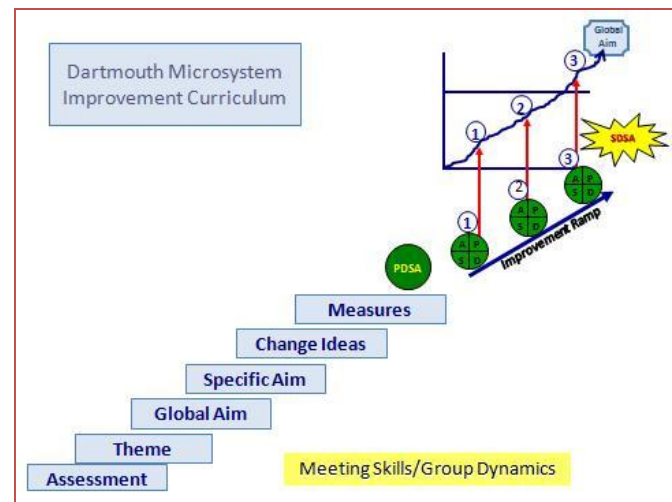 Dartmouth Microsystem
Improvement Curriculum
Global
Aim
3
2
1
SDSA
3
A P
S D
2
A P
S D
1
A P
S D
Improvement Ramp
PDSA
Measures
Change Ideas
Specific Aim
Global Aim
Theme
Assessment
Meeting Skills/Group Dynamics